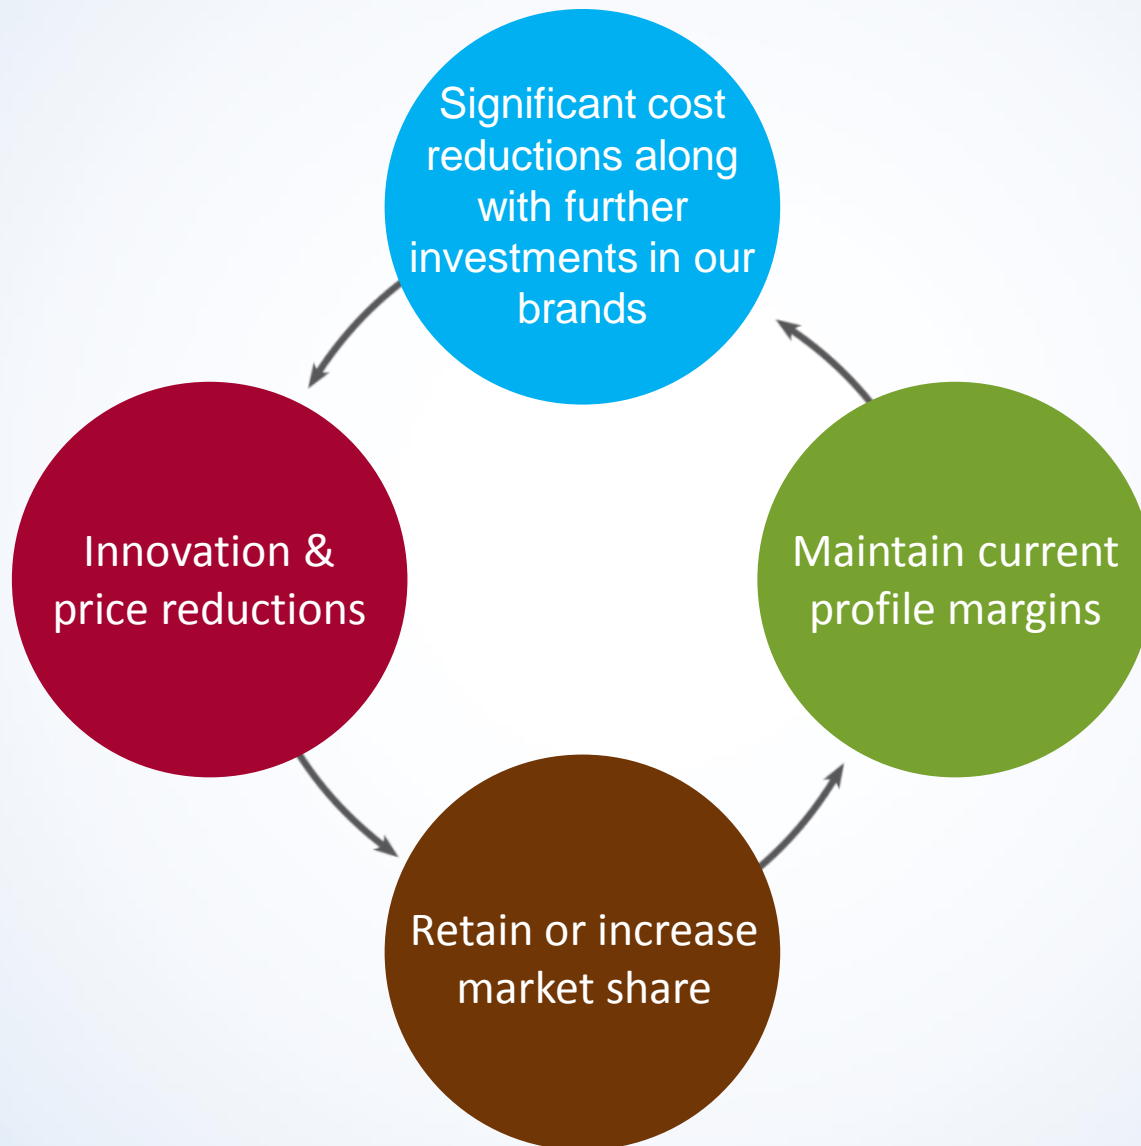 Significant cost
reductions along
with further
investments in our
brands
Innovation &
price reductions
Maintain current
profile margins
Retain or increase
market share